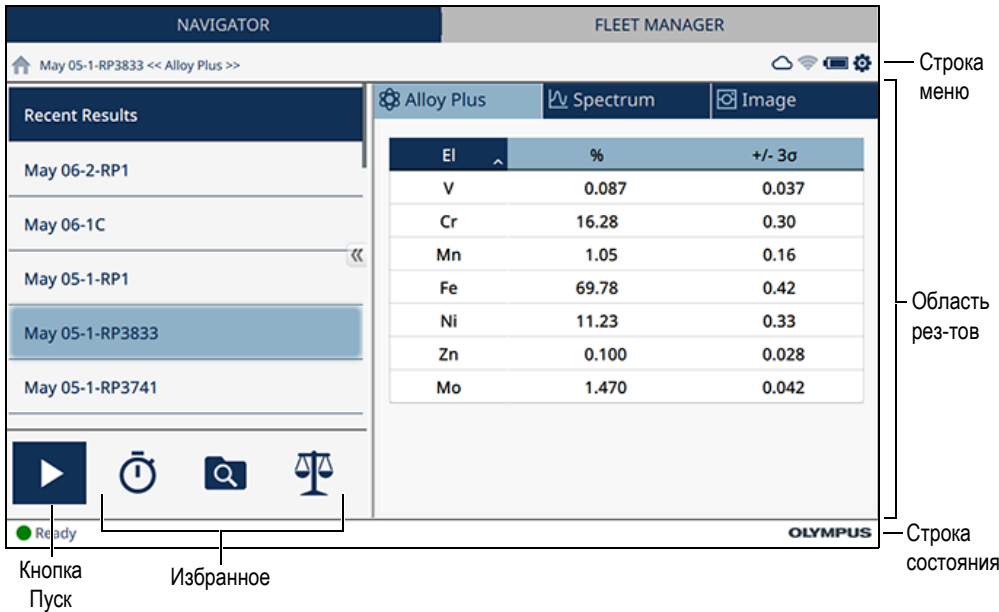 NAVIGATOR
FLEET MANAGER
May 05-1-RP3833 << Alloy Plus >>
Строка
меню
Recent Results
May 06-2-RP1
May 06-1C
May 05-1-RP1
May 05-1-RP3833
May 05-1-RP3741
Alloy Plus
Spectrum
Image
El % +/- 3σ
V 0.087 0.037
Cr 16.28 0.30
Mn 1.05 0.16
Fe 69.78 0.42
Ni 11.23 0.33
Zn 0.100 0.028
Mo 1.470 0.042
Область
рез-тов
Ready
OLYMPUS
Строка
состояния
Кнопка
Пуск
Избранное